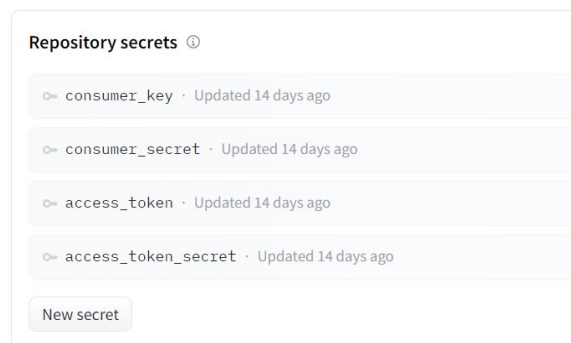 Repository secrets
consumer_key · Updated 14 days ago
consumer_secret · Updated 14 days ago
access_token · Updated 14 days ago
access_token_secret · Updated 14 days ago
New secret